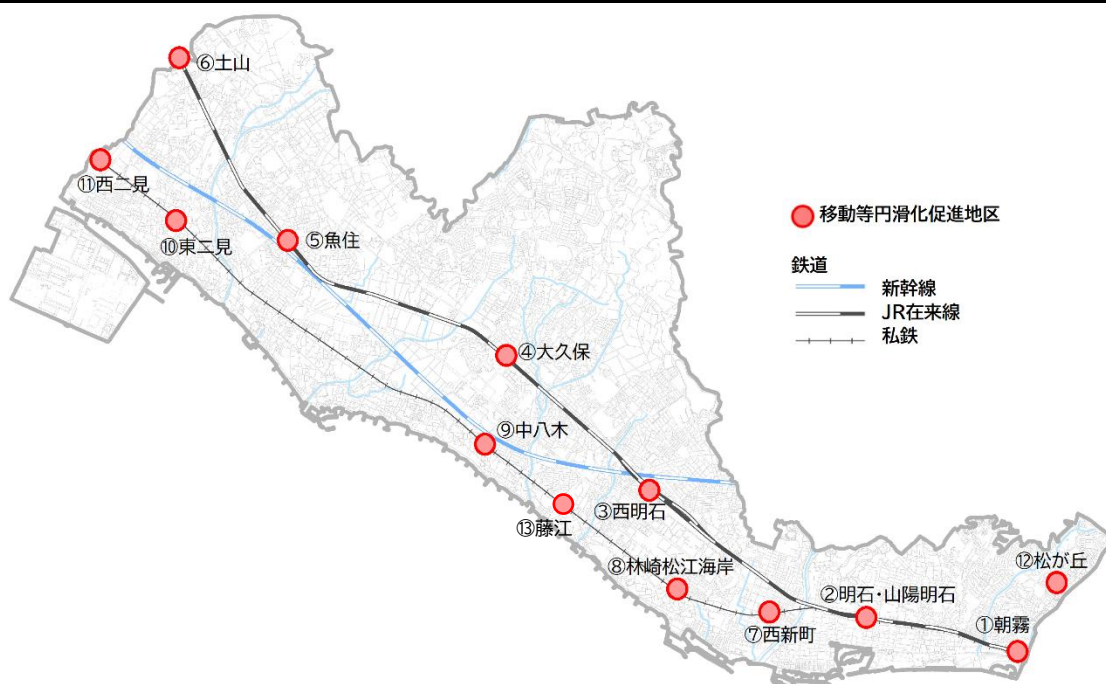 ⑥土山
⑪西二見
⑩東二見
⑤魚住
④大久保
⑨中八木
⑬藤江
③西明石
⑧林崎松江海岸
⑦西新町
②明石・山陽明石
⑫松が丘
①朝霧
移動等円滑化促進地区
鉄道
新幹線
JR在来線
私鉄